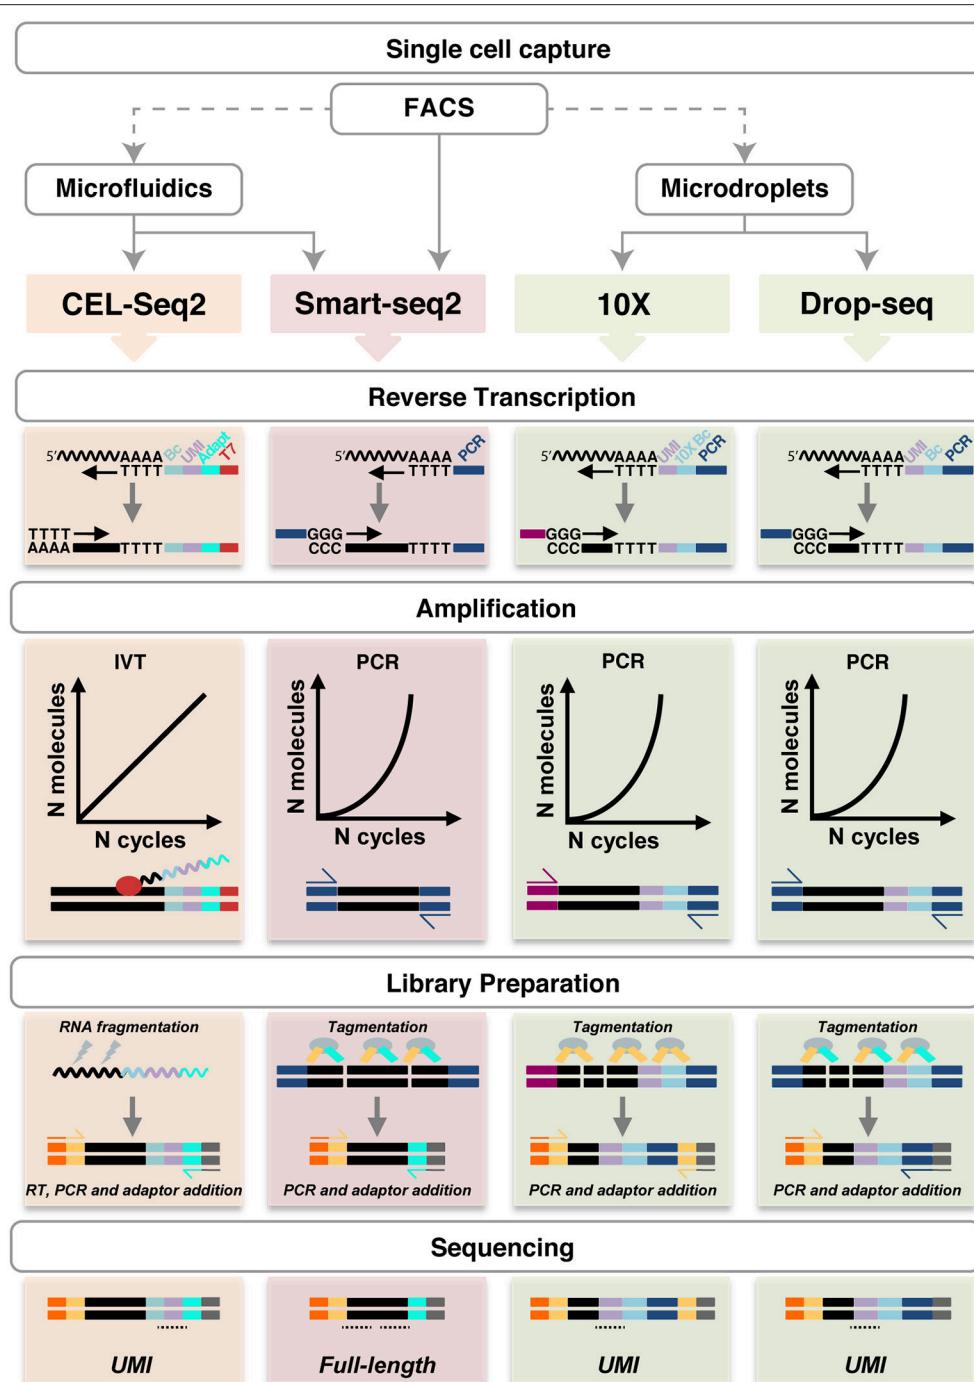 Single cell capture
FACS
Microfluidics
Microdroplets
CEL-Seq2
Smart-seq2
10X
Drop-seq
Reverse Transcription
5' AAAA Bc UMI Adapt T7
TTTT
TTTT
AAAA TTTT
5' AAAA PCR
TTTT
GGG
CCC TTTT
5' AAAA UMI 10X Bc PCR
TTTT
GGG
CCC TTTT
5' AAAA UMI Bc PCR
TTTT
GGG
CCC TTTT
Amplification
IVT
N molecules
N cycles
PCR
N molecules
N cycles
PCR
N molecules
N cycles
PCR
N molecules
N cycles
Library Preparation
RNA fragmentation
RT, PCR and adaptor addition
Tagmentation
PCR and adaptor addition
Tagmentation
PCR and adaptor addition
Tagmentation
PCR and adaptor addition
Sequencing
UMI
Full-length
UMI
UMI